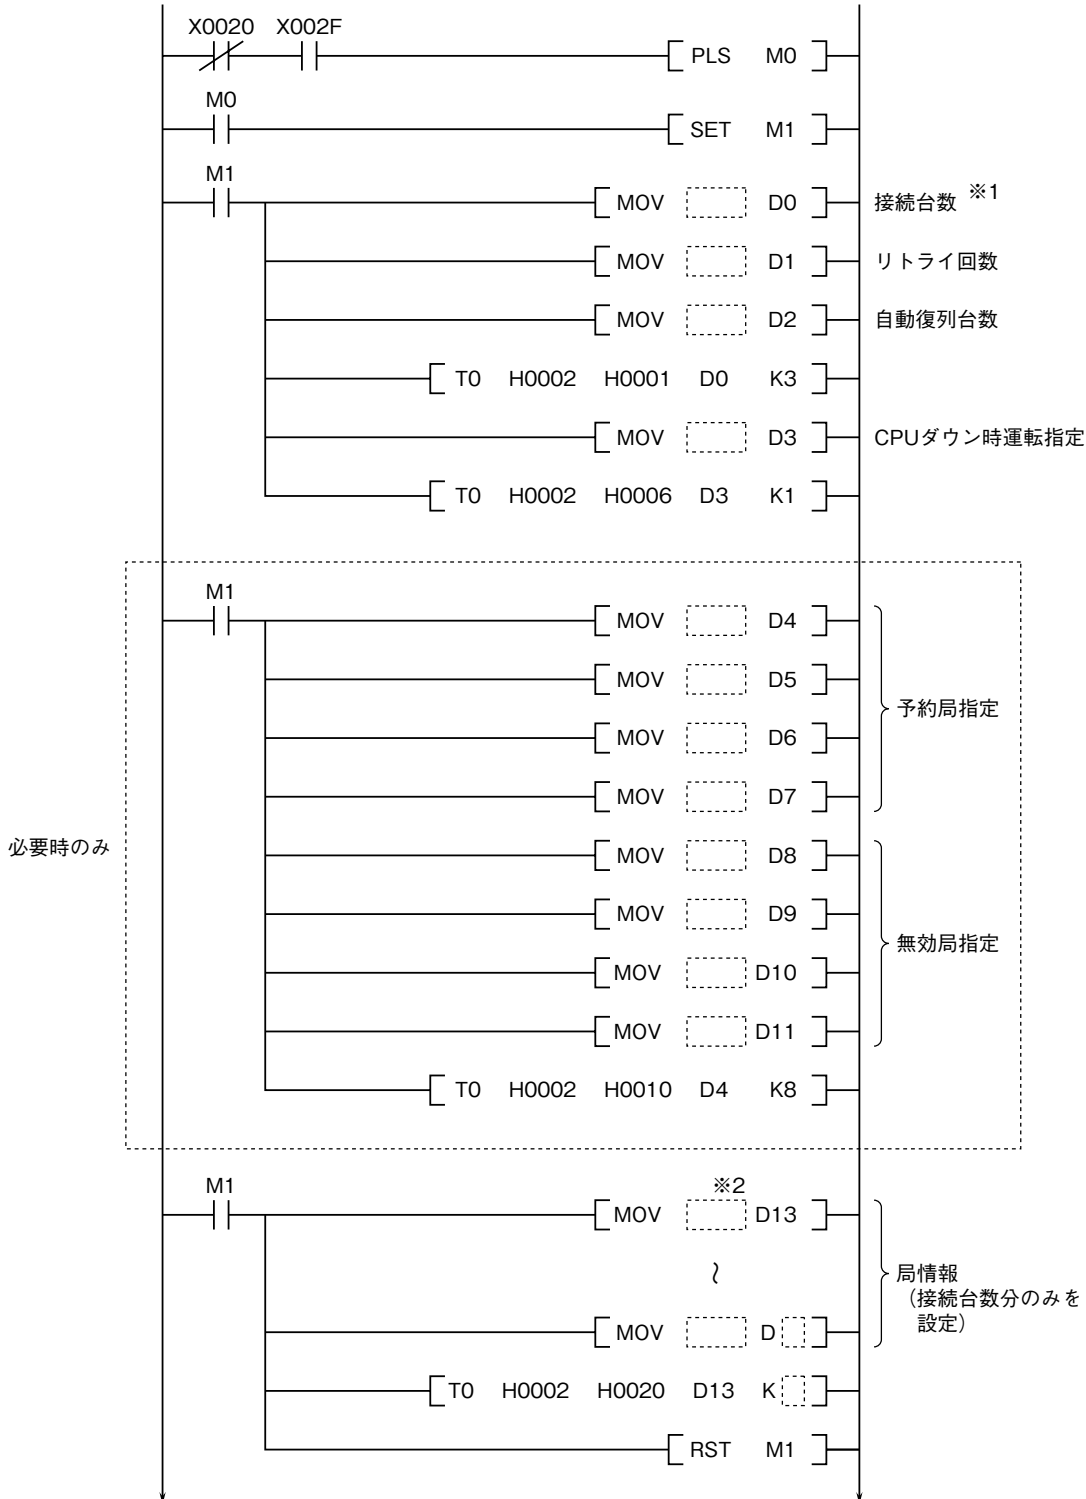 X0020 X002F
PLS M0
M0
SET M1
M1
MOV D0 接続台数 ※1
MOV D1 リトライ回数
MOV D2 自動復列台数
T0 H0002 H0001 D0 K3
MOV D3 CPUダウン時運転指定
T0 H0002 H0006 D3 K1
M1
MOV D4
MOV D5
予約局指定
MOV D6
MOV D7
必要時のみ
MOV D8
MOV D9
無効局指定
MOV D10
MOV D11
T0 H0002 H0010 D4 K8
M1
※2
MOV D13
〜
局情報
（接続台数分のみを
設定）
MOV D
T0 H0002 H0020 D13 K
RST M1